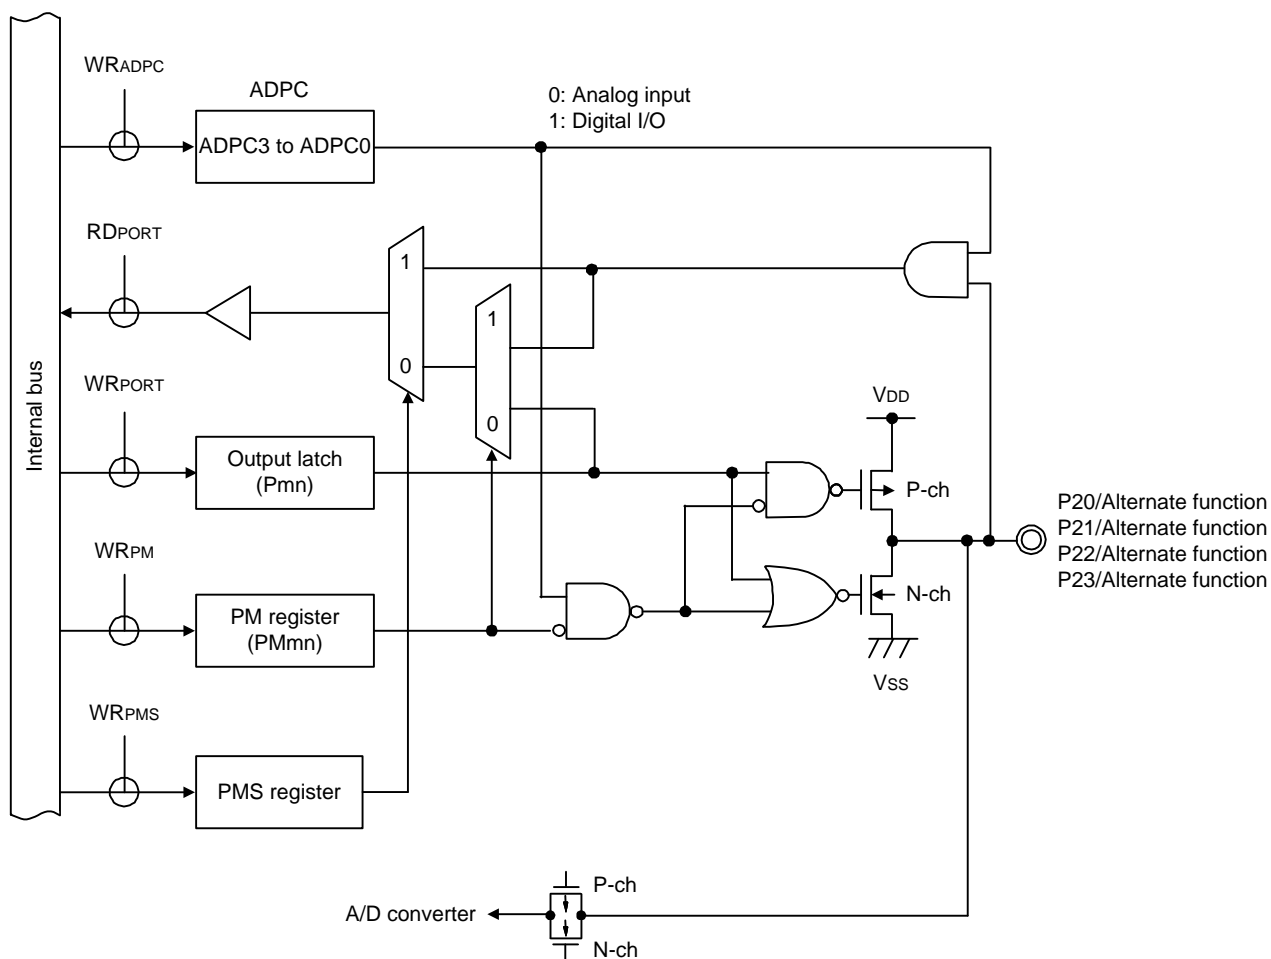 WRADPC
ADPC
ADPC3 to ADPC0
0: Analog input
1: Digital I/O
RDPORT
1
0
1
0
Internal bus
WRPORT
Output latch
(Pmn)
VDD
P-ch
N-ch
VSS
P20/Alternate function
P21/Alternate function
P22/Alternate function
P23/Alternate function
WRPM
PM register
(PMmn)
WRPMS
PMS register
A/D converter
P-ch
N-ch